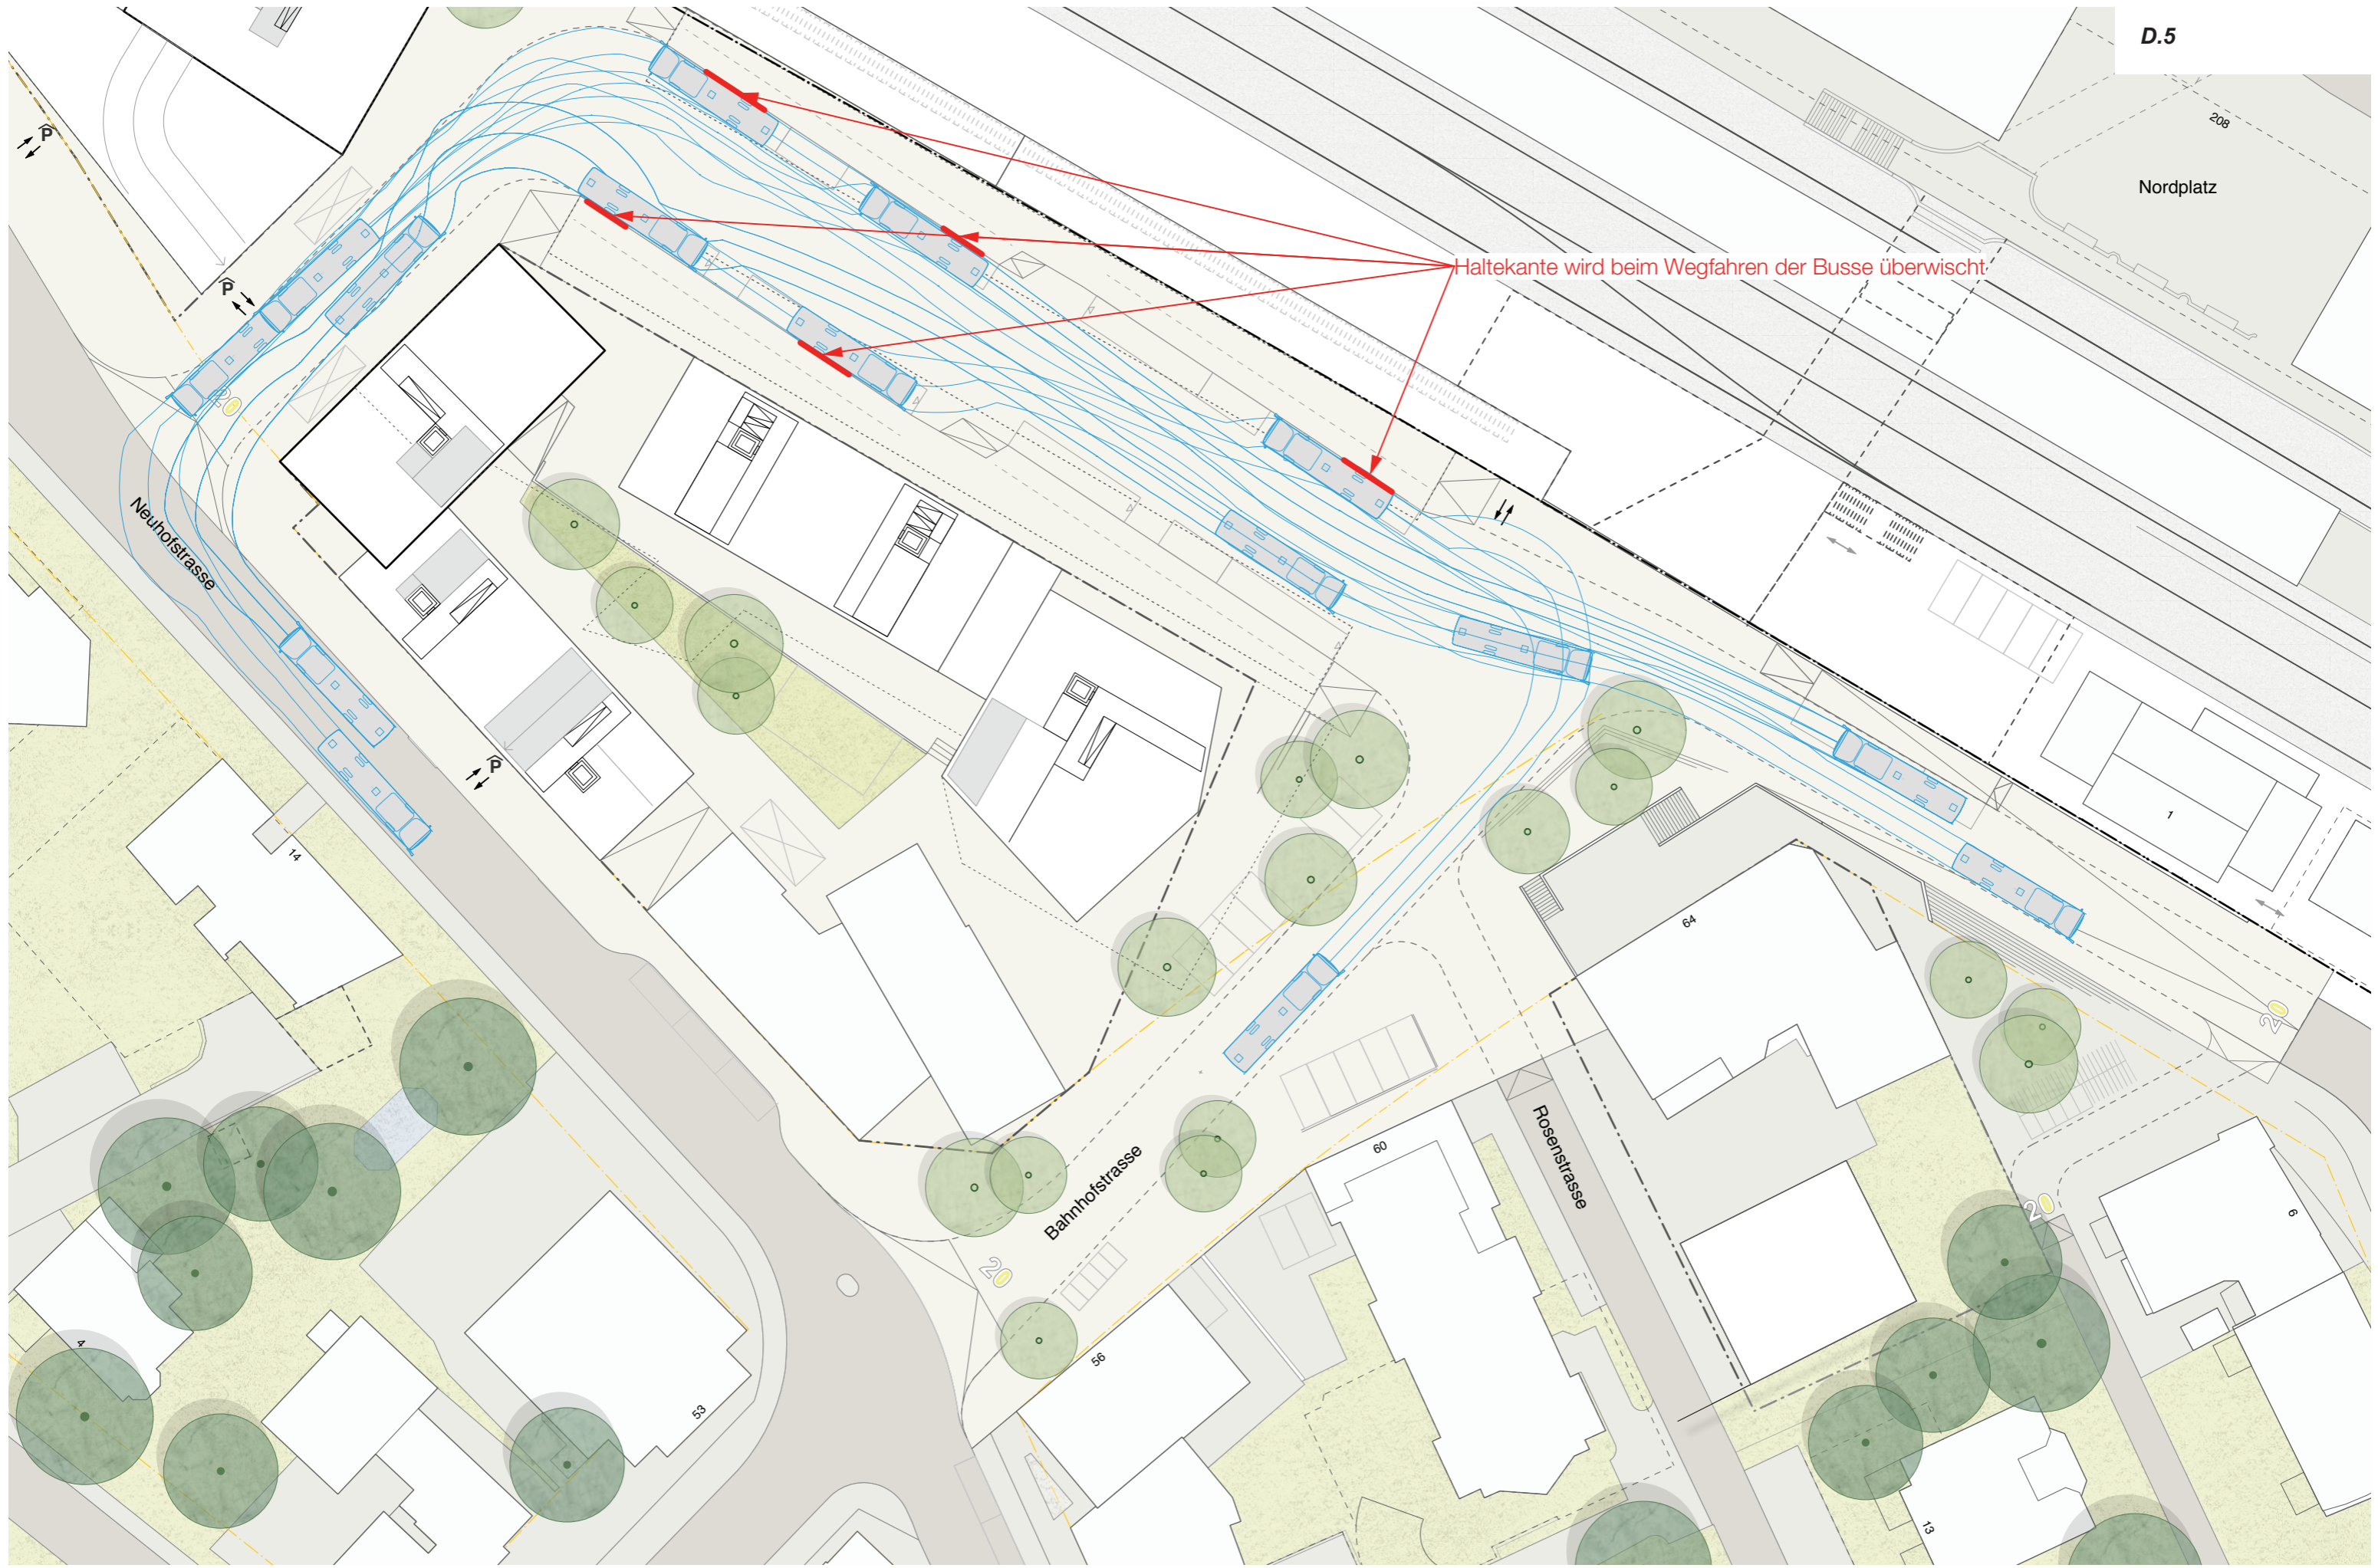 D.5
208
P
Nordplatz
Haltekante wird beim Wegfahren der Busse überwischt
P
20
Neuhofstrasse
P
1
14
64
20
60
Rosenstrasse
Bahnhofstrasse
20
6
20
4
56
53
13